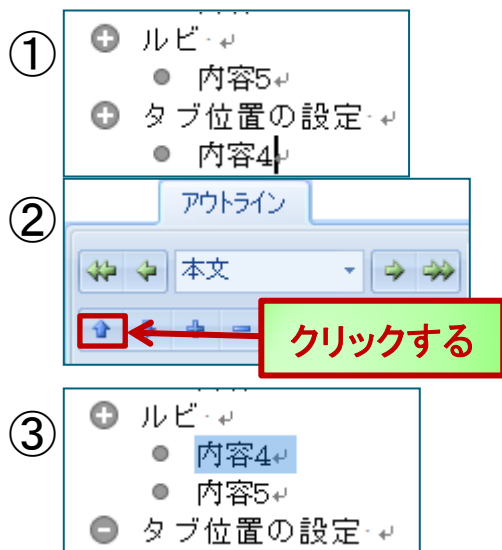 ①
ルビ
内容5
タブ位置の設定
内容4
②
アウトライン
本文
クリックする
③
ルビ
内容4
内容5
タブ位置の設定